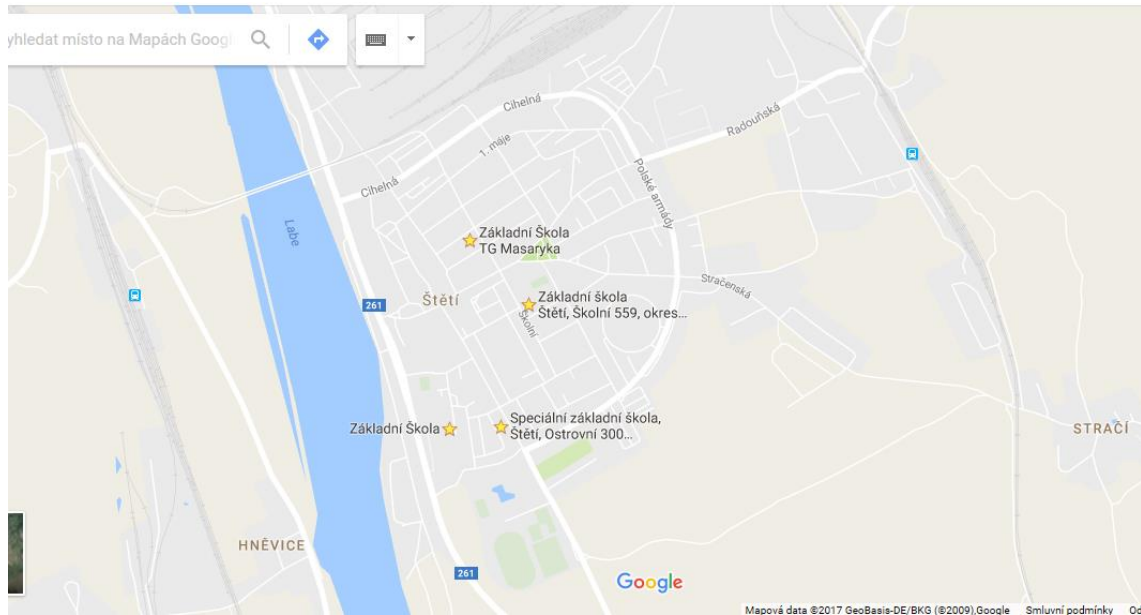 yhledat místo na Mapách Goog
Cihelná
Radouňská
1. máje
Polské armády
Cihelná
Labe
Základní Škola
TG Masaryka
Stračenská
Štětí
261
Základní škola
Štětí, Školní 559, okres...
Školní
Základní Škola
Speciální základní škola,
Štětí, Ostrovní 300...
STRAČÍ
HNĚVICE
261
Google
Mapová data ©2017 GeoBasis-DE/BKG (©2009),Google Smluvní podmínky Od